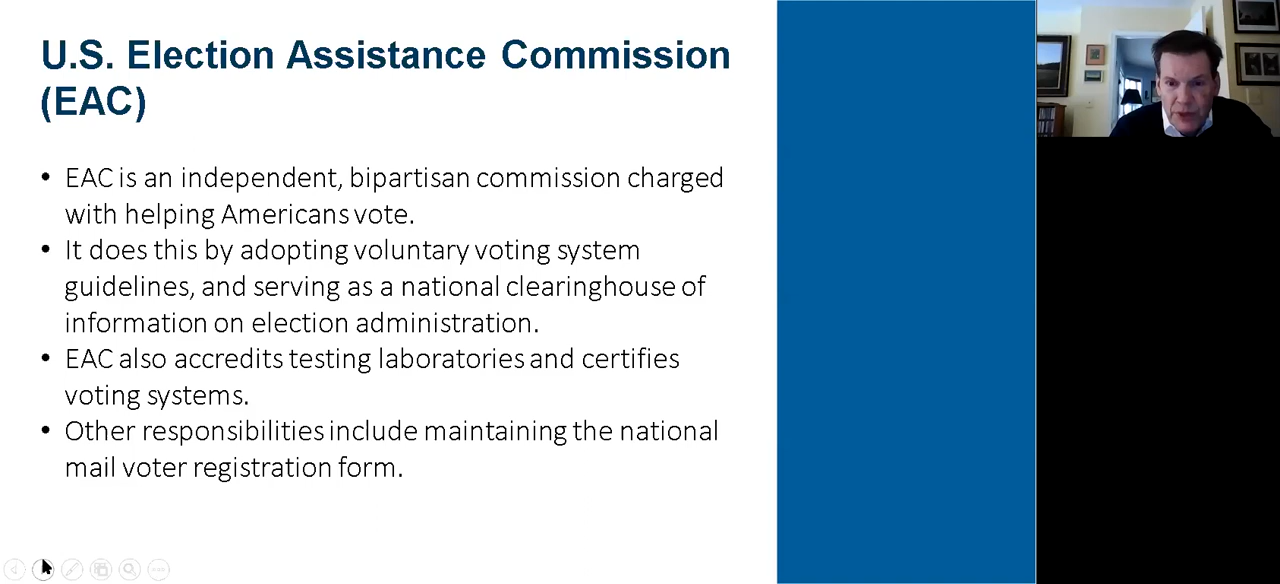 U.S. Election Assistance Commission
(EAC)
• EAC is an independent, bipartisan commission charged
with helping Americans vote.
• It does this by adopting voluntary voting system
guidelines, and serving as a national clearinghouse of
information on election administration.
• EAC also accredits testing laboratories and certifies
voting systems.
• Other responsibilities include maintaining the national
mail voter registration form.